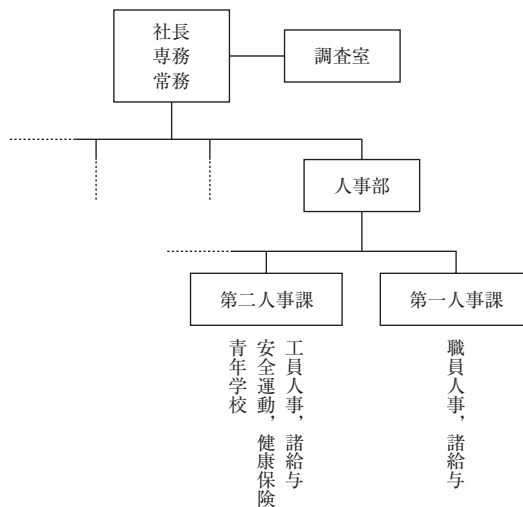 社長
専務
常務
調査室
人事部
第二人事課
第一人事課
職員人事，諸給与
工員人事，諸給与
安全運動，健康保険
青年学校